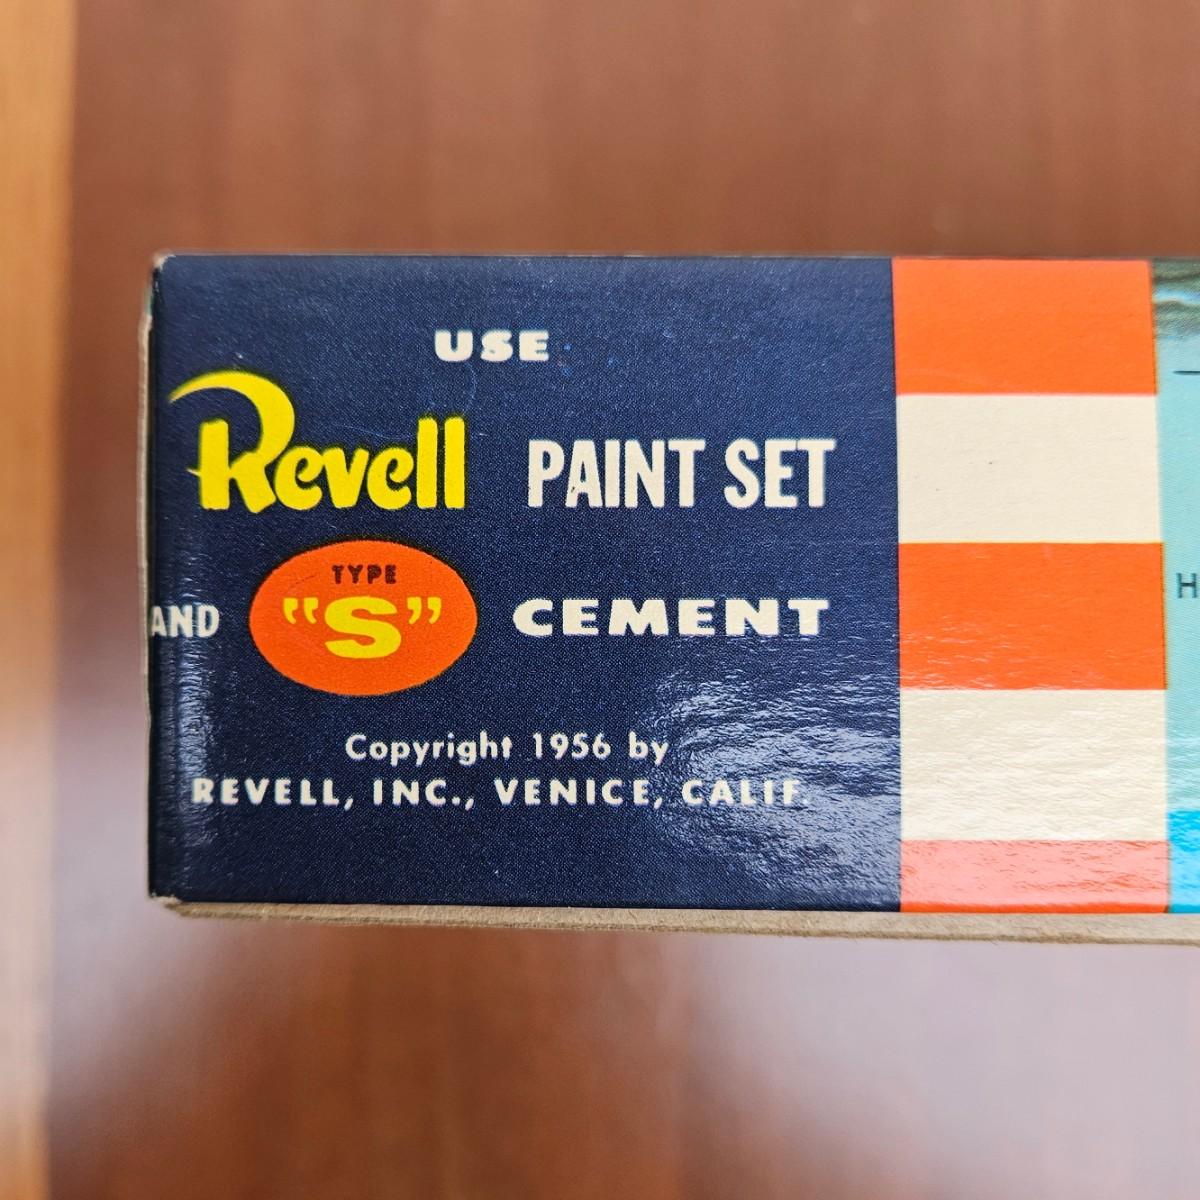 USE
Revell PAINT SET
AND TYPE "S" CEMENT
Copyright 1956 by
REVELL, INC., VENICE, CALIF.
H